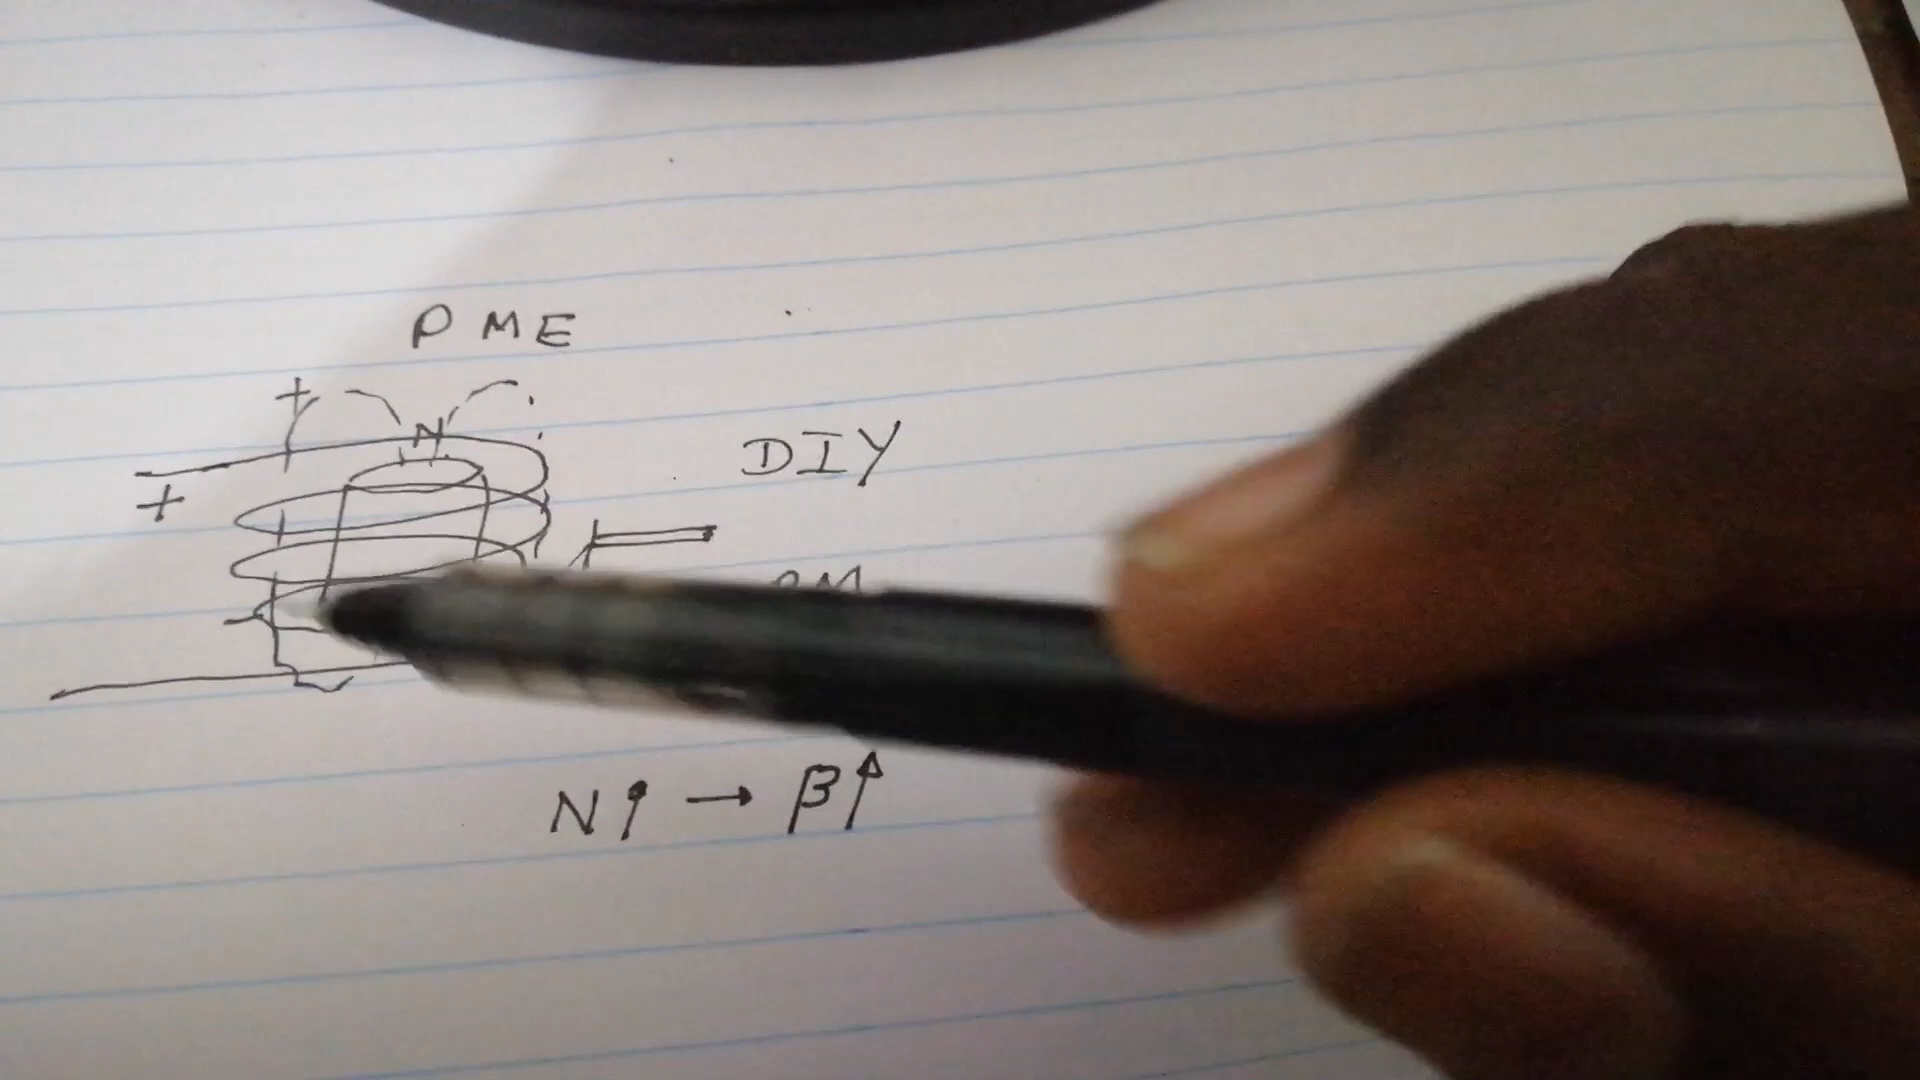 PME
+
N
+
DIY
N↑ → β↑